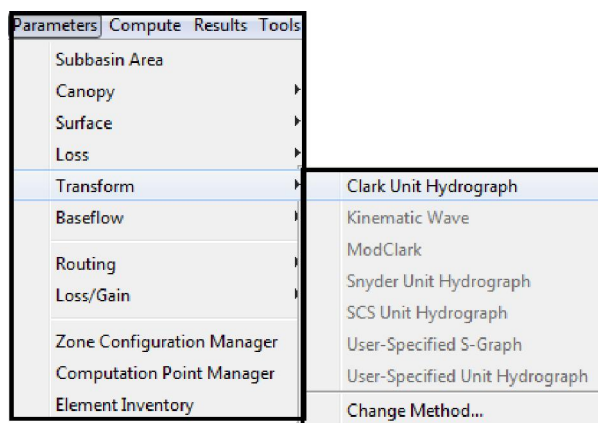 Parameters Compute Results Tools
Subbasin Area
Canopy
Surface
Loss
Transform
Baseflow
Routing
Loss/Gain
Zone Configuration Manager
Computation Point Manager
Element Inventory
Clark Unit Hydrograph
Kinematic Wave
ModClark
Snyder Unit Hydrograph
SCS Unit Hydrograph
User-Specified S-Graph
User-Specified Unit Hydrograph
Change Method...